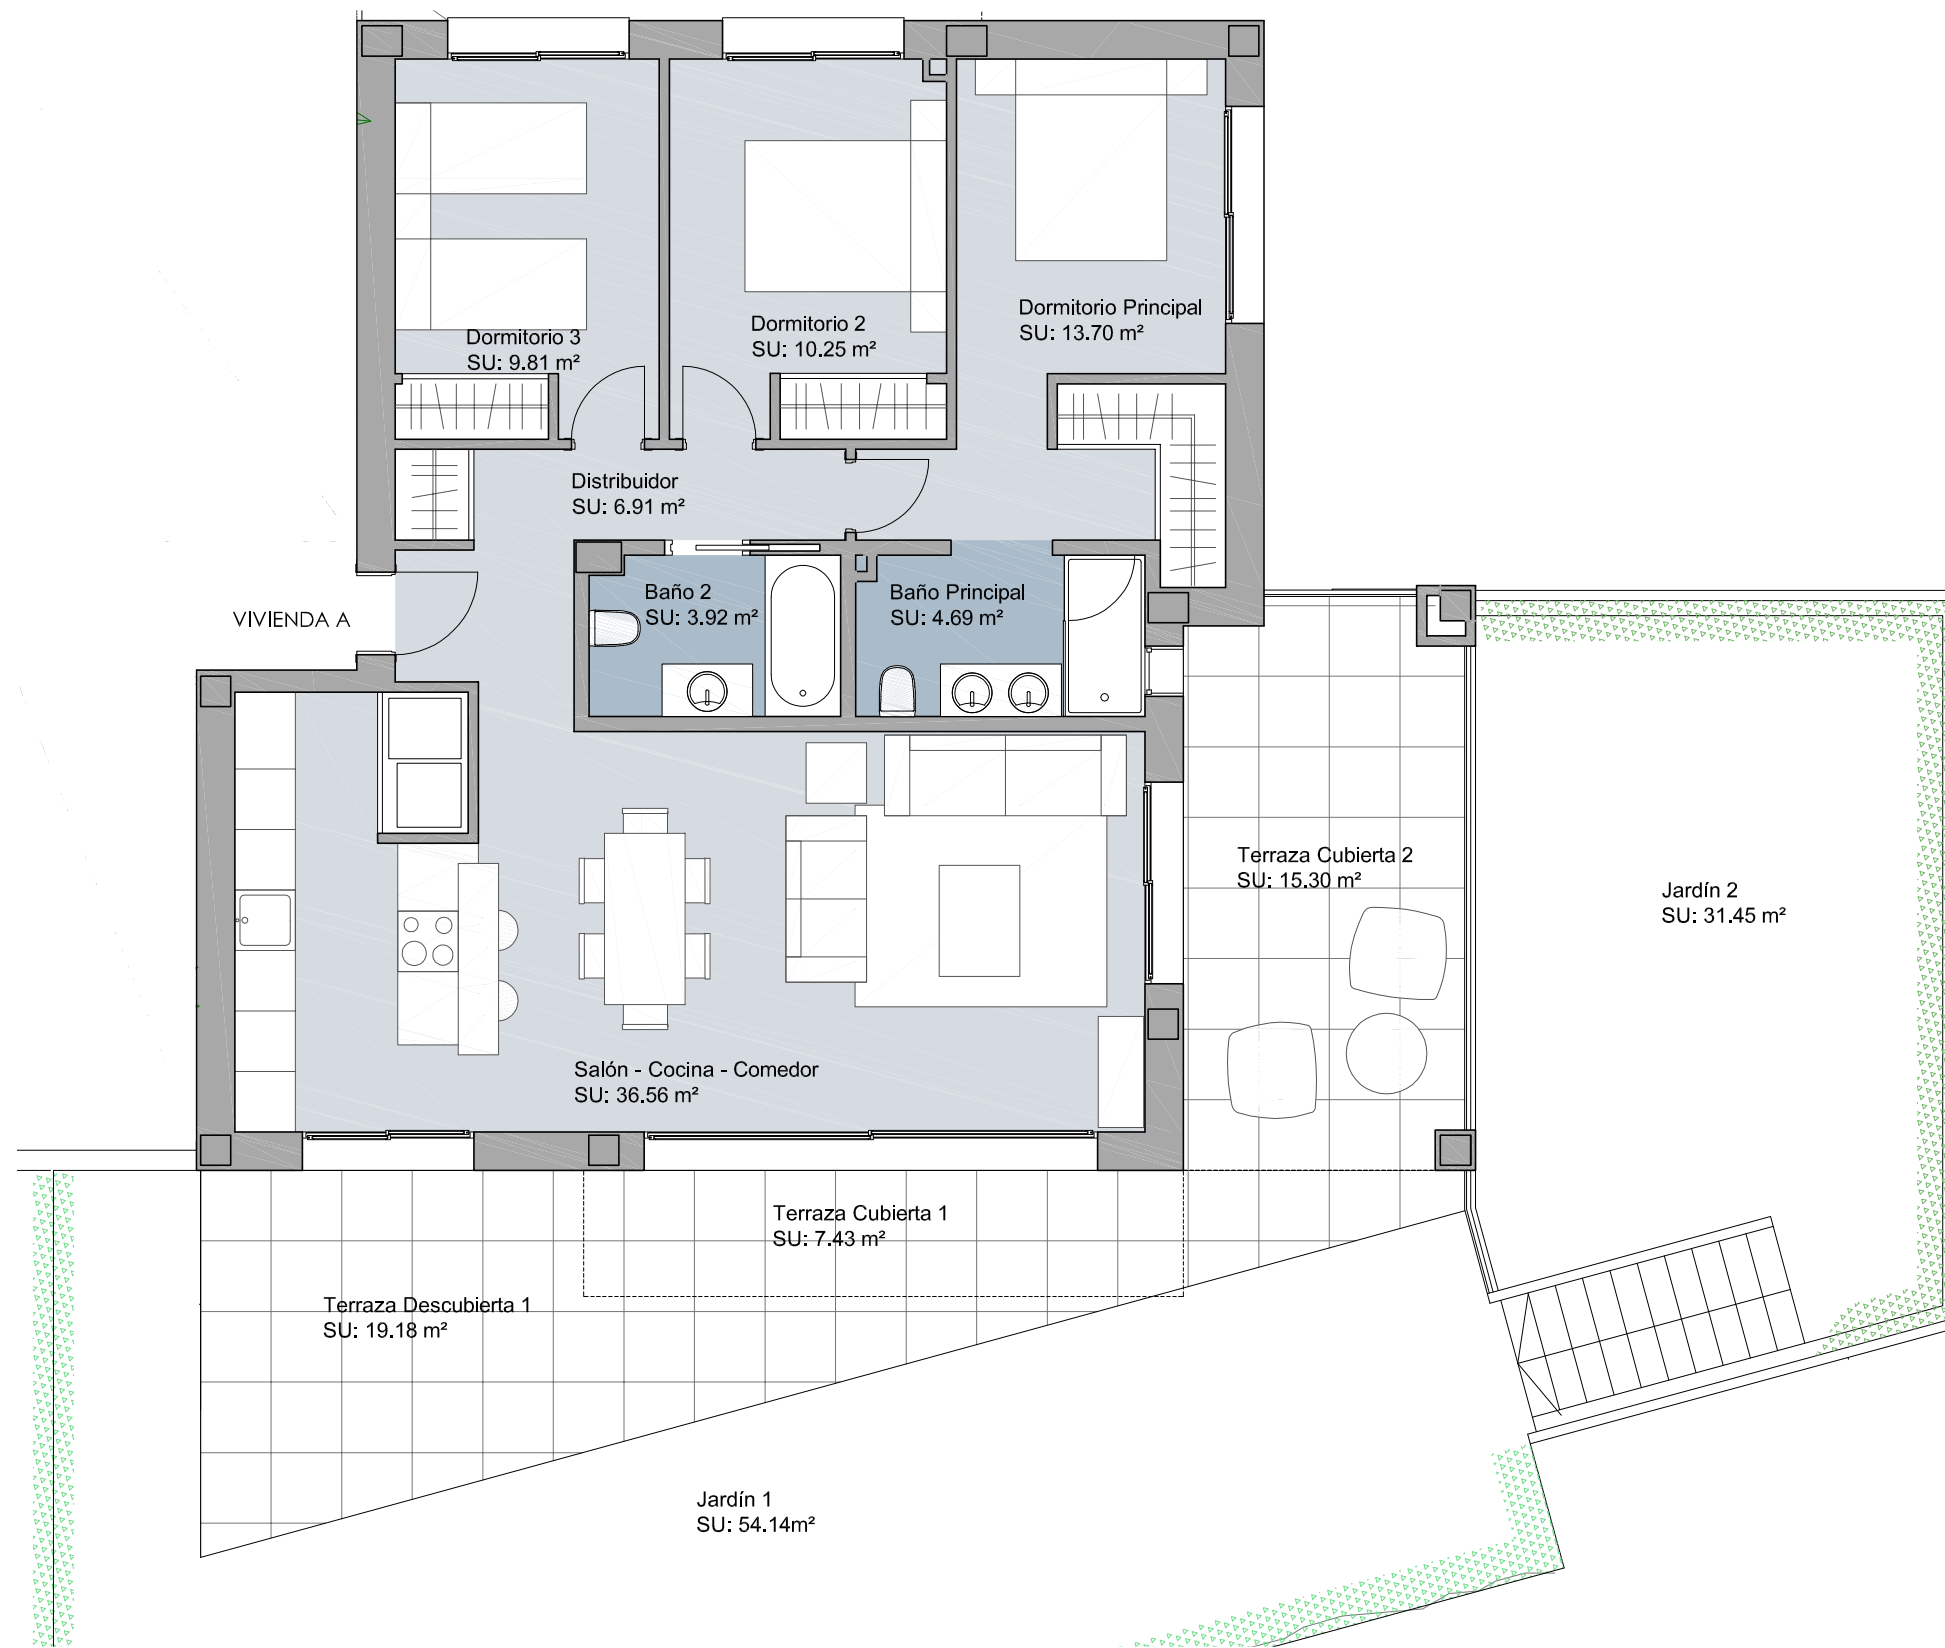 Dormitorio 3
SU: 9.81 m²
Dormitorio 2
SU: 10.25 m²
Dormitorio Principal
SU: 13.70 m²
Distribuidor
SU: 6.91 m²
VIVIENDA A
Baño 2
SU: 3.92 m²
Baño Principal
SU: 4.69 m²
Terraza Cubierta 2
SU: 15.30 m²
Jardín 2
SU: 31.45 m²
Salón - Cocina - Comedor
SU: 36.56 m²
Terraza Cubierta 1
SU: 7.43 m²
Terraza Descubierta 1
SU: 19.18 m²
Jardín 1
SU: 54.14m²